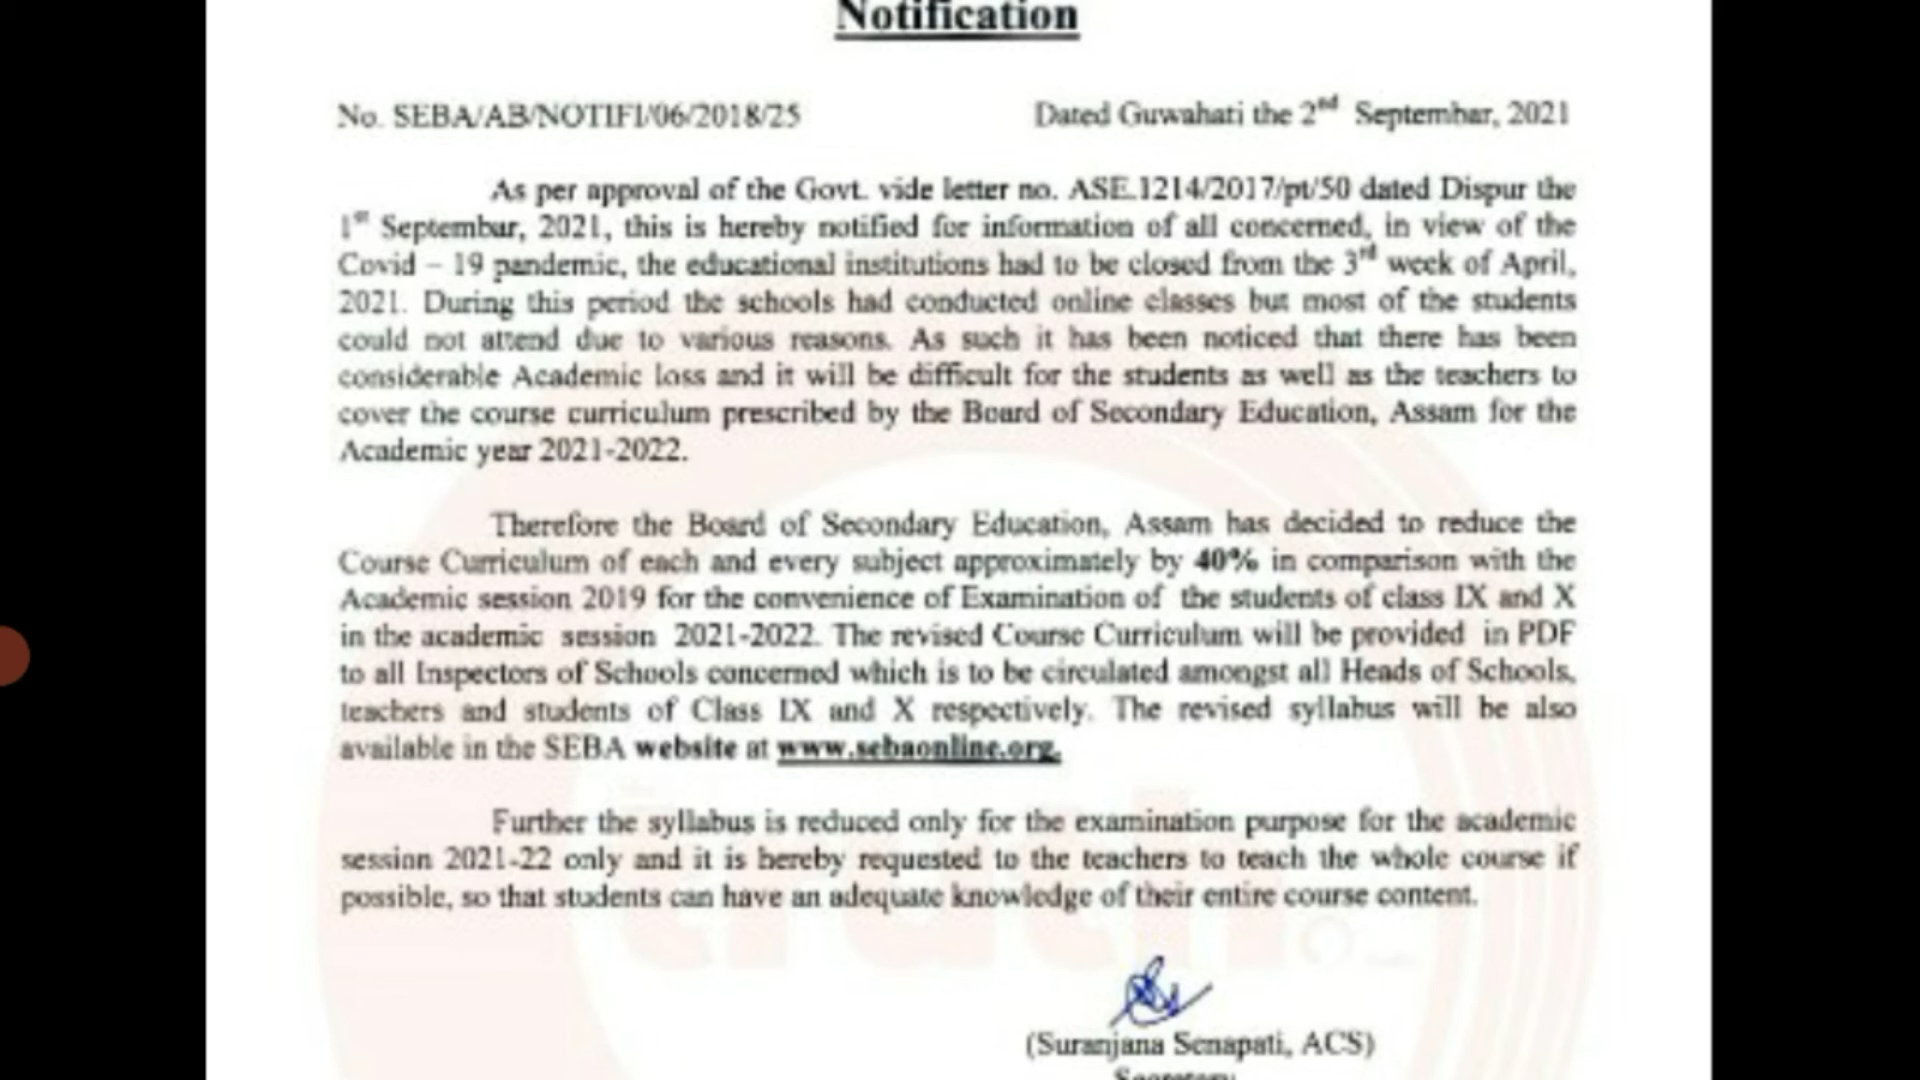 Notification
No. SEBA/AB/NOTIFI/06/2018/25 Dated Guwahati the 2nd Septembar, 2021
As per approval of the Govt. vide letter no. ASE.1214/2017/pt/50 dated Dispur the
1st Septembar, 2021, this is hereby notified for information of all concerned, in view of the
Covid – 19 pandemic, the educational institutions had to be closed from the 3rd week of April,
2021. During this period the schools had conducted online classes but most of the students
could not attend due to various reasons. As such it has been noticed that there has been
considerable Academic loss and it will be difficult for the students as well as the teachers to
cover the course curriculum prescribed by the Board of Secondary Education, Assam for the
Academic year 2021-2022.
Therefore the Board of Secondary Education, Assam has decided to reduce the
Course Curriculum of each and every subject approximately by 40% in comparison with the
Academic session 2019 for the convenience of Examination of the students of class IX and X
in the academic session 2021-2022. The revised Course Curriculum will be provided in PDF
to all Inspectors of Schools concerned which is to be circulated amongst all Heads of Schools,
teachers and students of Class IX and X respectively. The revised syllabus will be also
available in the SEBA website at www.sebaonline.org.
Further the syllabus is reduced only for the examination purpose for the academic
session 2021-22 only and it is hereby requested to the teachers to teach the whole course if
possible, so that students can have an adequate knowledge of their entire course content.
(Suranjana Senapati, ACS)
Secretary